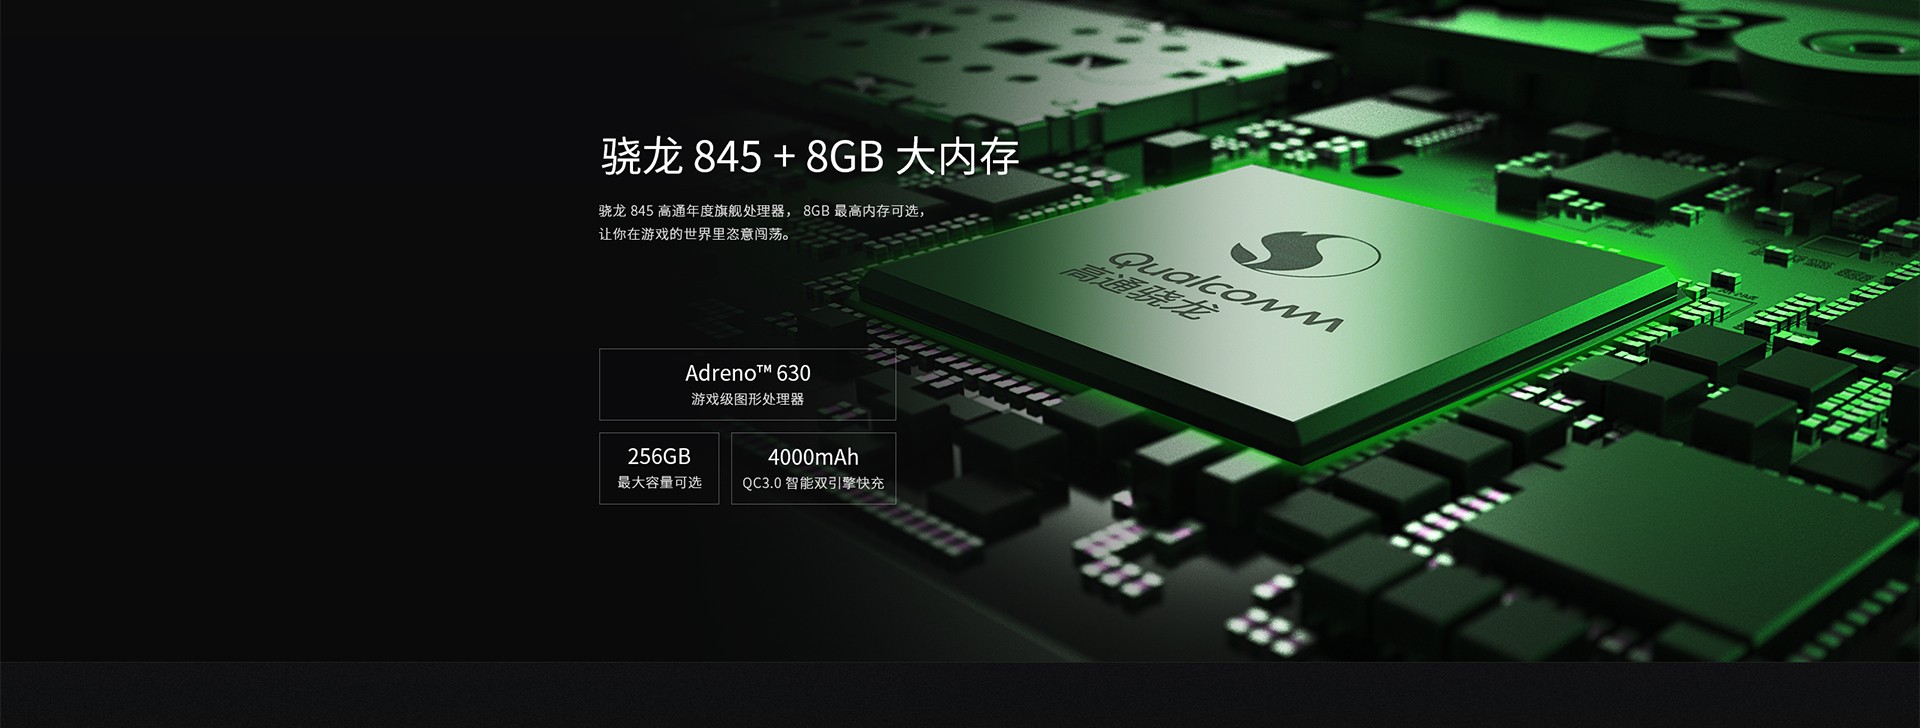 骁龙 845 + 8GB 大内存
骁龙 845 高通年度旗舰处理器， 8GB 最高内存可选，
让你在游戏的世界里恣意闯荡。
Qualcomm
高通骁龙
Adreno™ 630
游戏级图形处理器
256GB
最大容量可选
4000mAh
QC3.0 智能双引擎快充